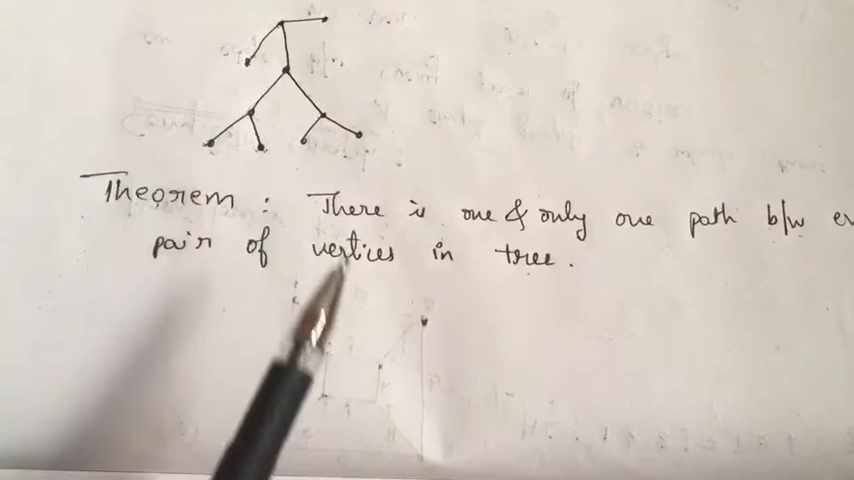 Theorem : There is one & only one path b/w
pair of vertices in tree.